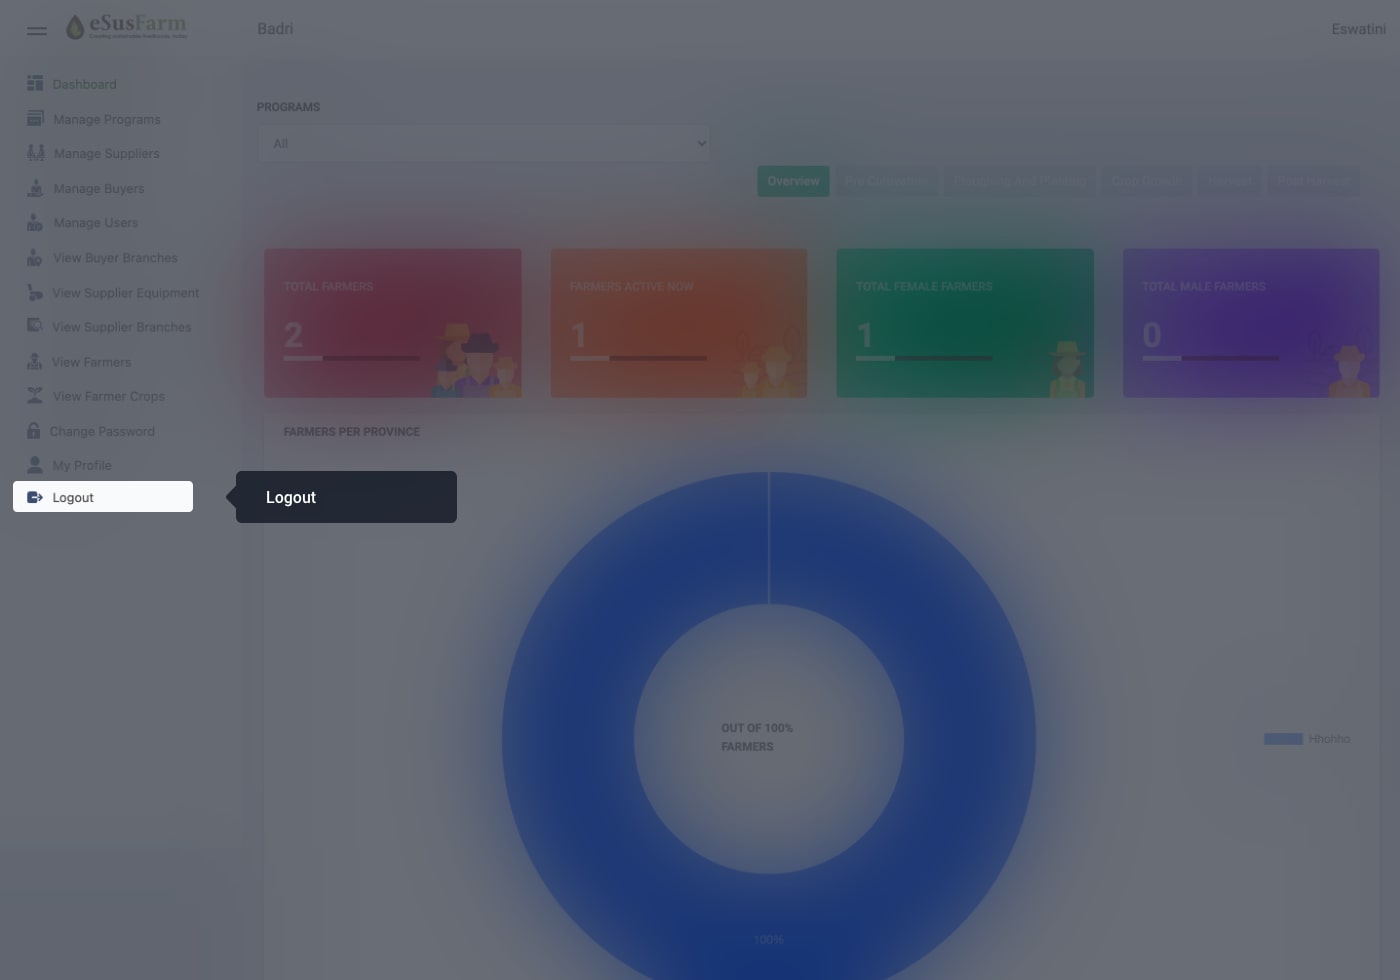 eSusFarm
Badri
Eswatini
Dashboard
Manage Programs
Manage Suppliers
Manage Buyers
Manage Users
View Buyer Branches
View Supplier Equipment
View Supplier Branches
View Farmers
View Farmer Crops
Change Password
My Profile
Logout
Logout
PROGRAMS
All
Overview
Pre Cultivation
Ploughing And Planting
Crop Growth
Harvest
Post Harvest
TOTAL FARMERS
2
FARMERS ACTIVE NOW
1
TOTAL FEMALE FARMERS
1
TOTAL MALE FARMERS
0
FARMERS PER PROVINCE
OUT OF 100%
FARMERS
Hhohho
100%